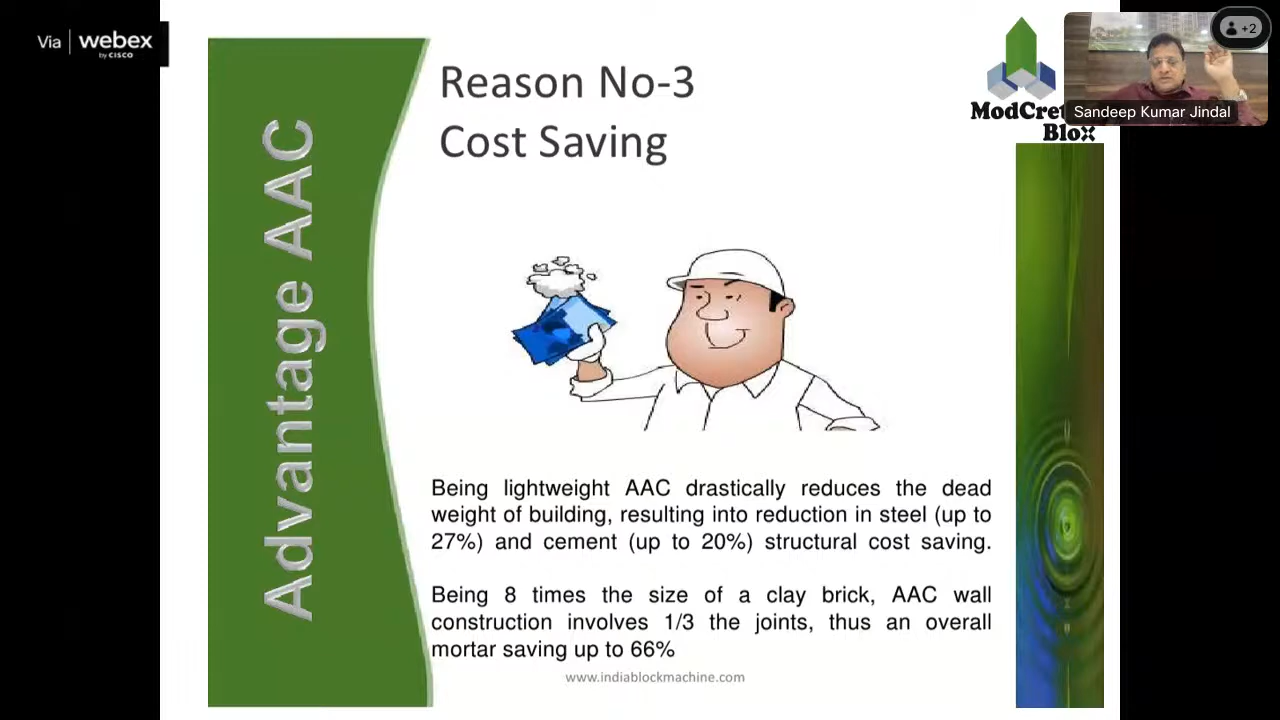 Via webex
by CISCO
Reason No-3
Cost Saving
ModCret
Blox
+2
Sandeep Kumar Jindal
Advantage AAC
Being lightweight AAC drastically reduces the dead
weight of building, resulting into reduction in steel (up to
27%) and cement (up to 20%) structural cost saving.
Being 8 times the size of a clay brick, AAC wall
construction involves 1/3 the joints, thus an overall
mortar saving up to 66%
www.indiablockmachine.com